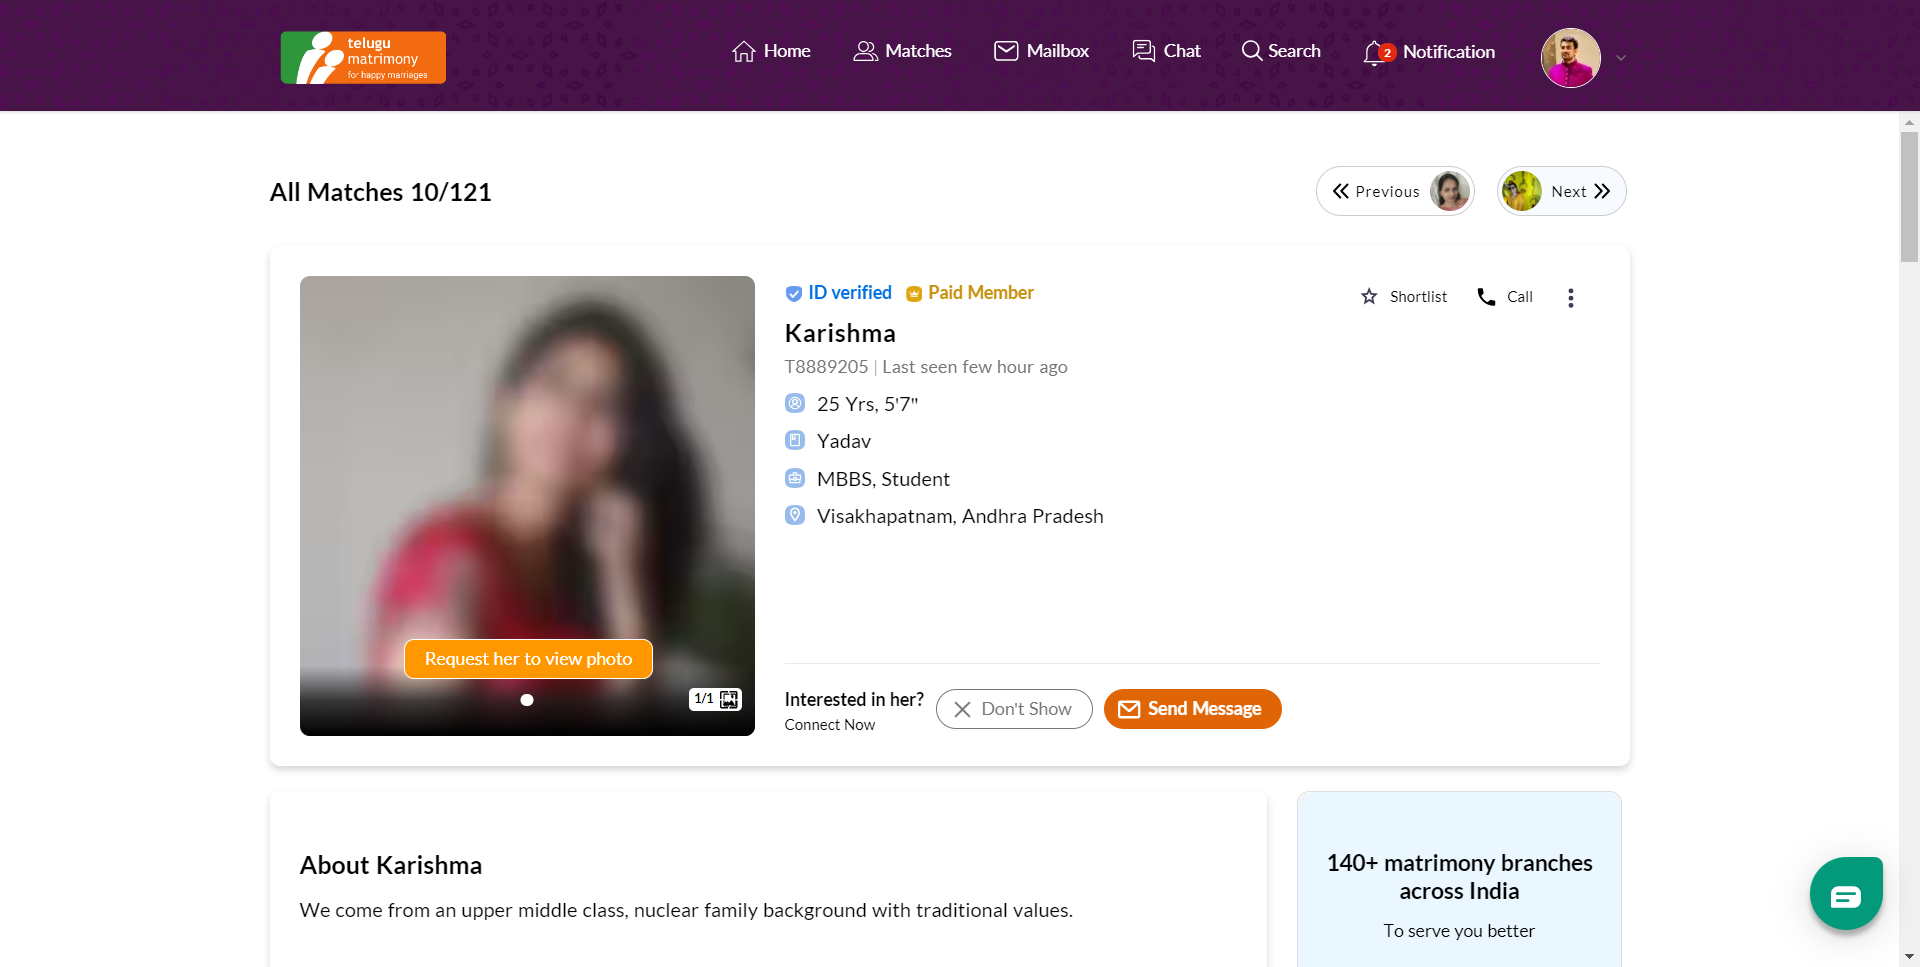 telugu
matrimony
for happy marriages
Home
Matches
Mailbox
Chat
Search
2
Notification
All Matches 10/121
Previous
Next
ID verified
Paid Member
Shortlist
Call
Karishma
T8889205 | Last seen few hour ago
25 Yrs, 5'7"
Yadav
MBBS, Student
Visakhapatnam, Andhra Pradesh
Request her to view photo
1/1
Interested in her?
Connect Now
Don't Show
Send Message
About Karishma
We come from an upper middle class, nuclear family background with traditional values.
140+ matrimony branches
across India
To serve you better